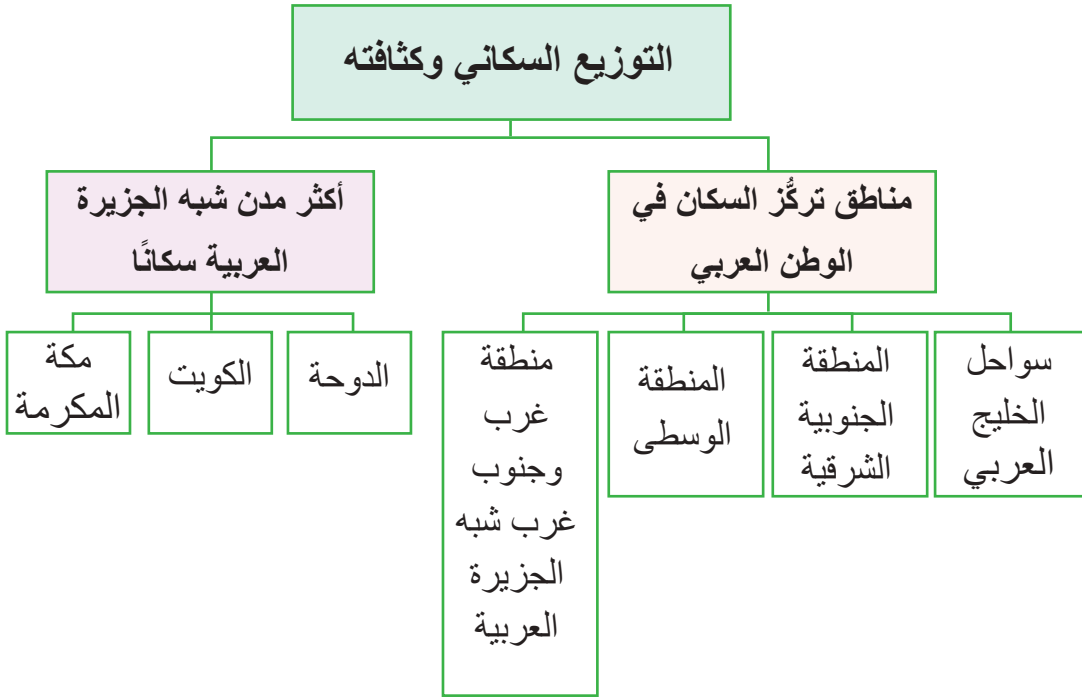 التوزيع السكاني وكثافته
مناطق تركُّز السكان في
الوطن العربي
سواحل
الخليج
العربي
المنطقة
الجنوبية
الشرقية
المنطقة
الوسطى
منطقة
غرب
وجنوب
غرب شبه
الجزيرة
العربية
أكثر مدن شبه الجزيرة
العربية سكانًا
الدوحة
الكويت
مكة
المكرمة